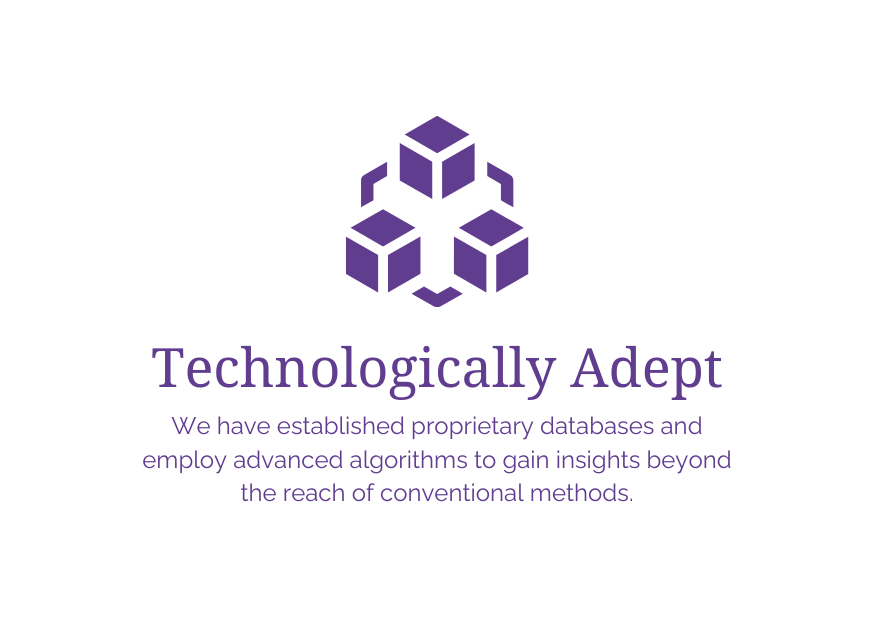 Technologically Adept
We have established proprietary databases and
employ advanced algorithms to gain insights beyond
the reach of conventional methods.